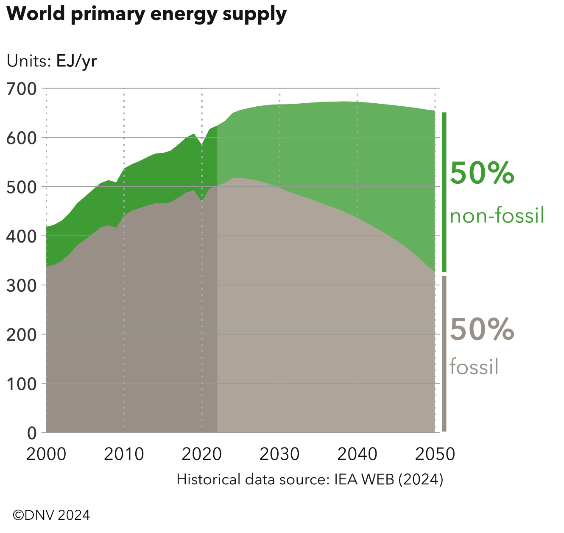 World primary energy supply
Units: EJ/yr
700
600
500
400
300
200
100
0
50%
non-fossil
50%
fossil
2000 2010 2020 2030 2040 2050
Historical data source: IEA WEB (2024)
©DNV 2024